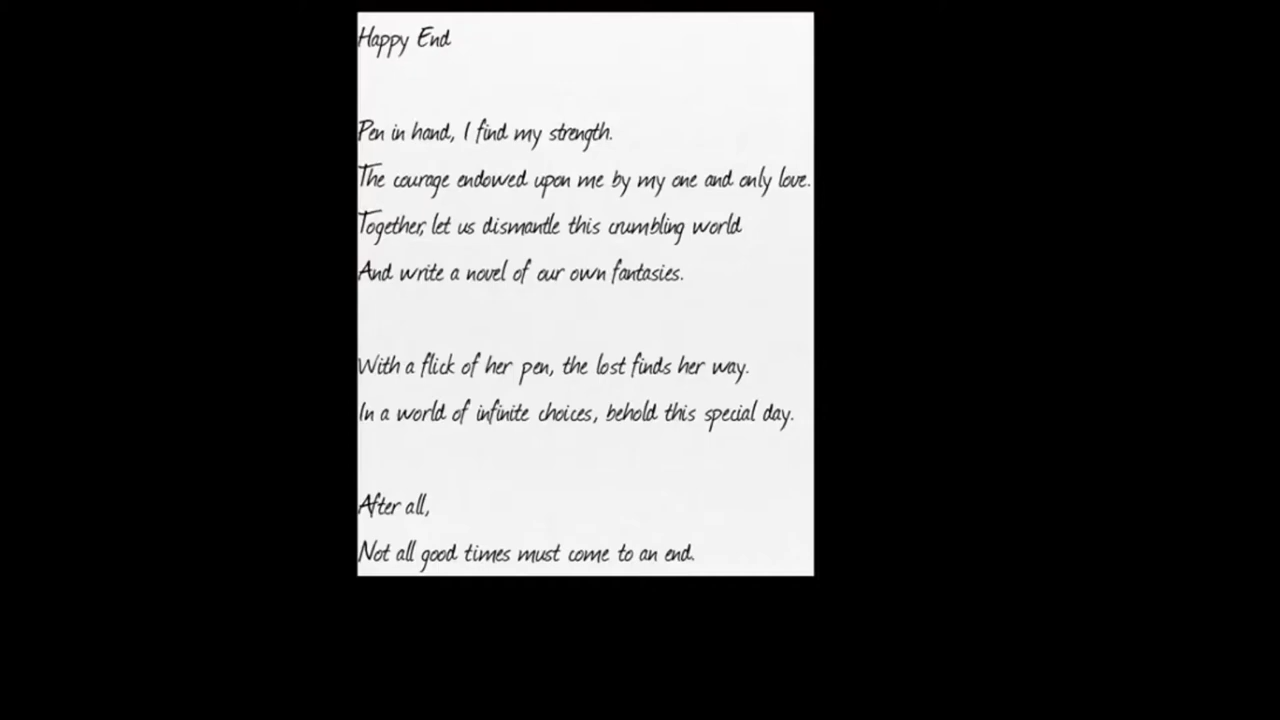 Happy End
Pen in hand, I find my strength.
The courage endowed upon me by my one and only love.
Together, let us dismantle this crumbling world
And write a novel of our own fantasies.
With a flick of her pen, the lost finds her way.
In a world of infinite choices, behold this special day.
After all,
Not all good times must come to an end.